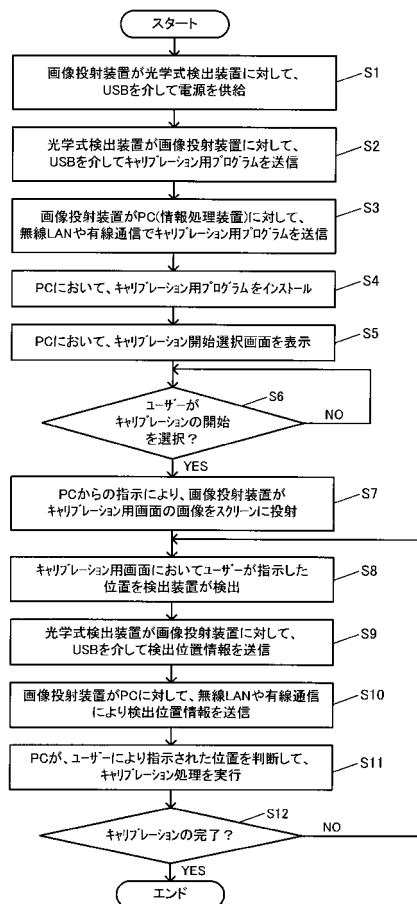 スタート
画像投射装置が光学式検出装置に対して、
USBを介して電源を供給
S1
光学式検出装置が画像投射装置に対して、
USBを介してキャリブレーション用プログラムを送信
S2
画像投射装置がPC(情報処理装置)に対して、
無線LANや有線通信でキャリブレーション用プログラムを送信
S3
PCにおいて、キャリブレーション用プログラムをインストール
S4
PCにおいて、キャリブレーション開始選択画面を表示
S5
ユーザーが
キャリブレーションの開始
を選択？
S6
NO
YES
PCからの指示により、画像投射装置が
キャリブレーション用画面の画像をスクリーンに投射
S7
キャリブレーション用画面においてユーザーが指示した
位置を検出装置が検出
S8
光学式検出装置が画像投射装置に対して、
USBを介して検出位置情報を送信
S9
画像投射装置がPCに対して、無線LANや有線通信
により検出位置情報を送信
S10
PCが、ユーザーにより指示された位置を判断して、
キャリブレーション処理を実行
S11
キャリブレーションの完了？
S12
NO
YES
エンド